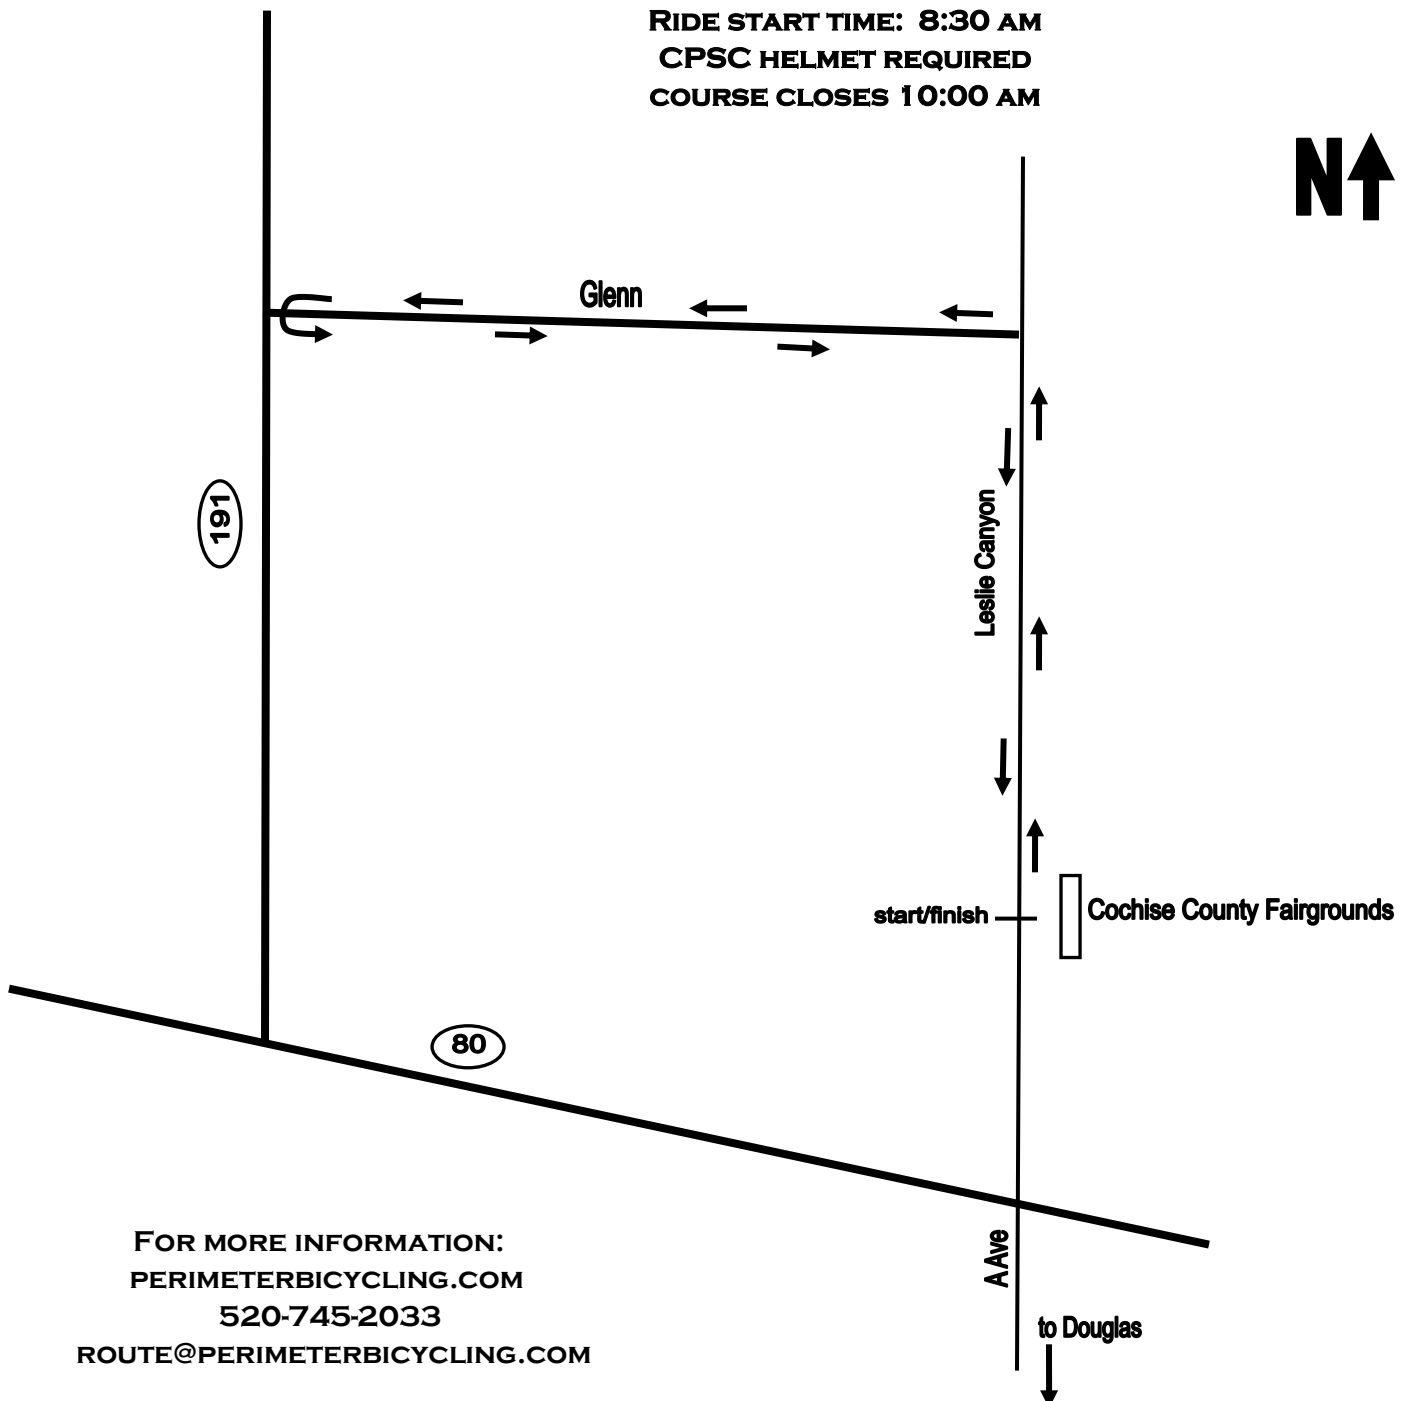 RIDE START TIME: 8:30 AM
CPSC HELMET REQUIRED
COURSE CLOSES 10:00 AM
N
Glenn
191
Leslie Canyon
start/finish
Cochise County Fairgrounds
80
A Ave
to Douglas
FOR MORE INFORMATION:
PERIMETERBICYCLING.COM
520-745-2033
ROUTE@PERIMETERBICYCLING.COM